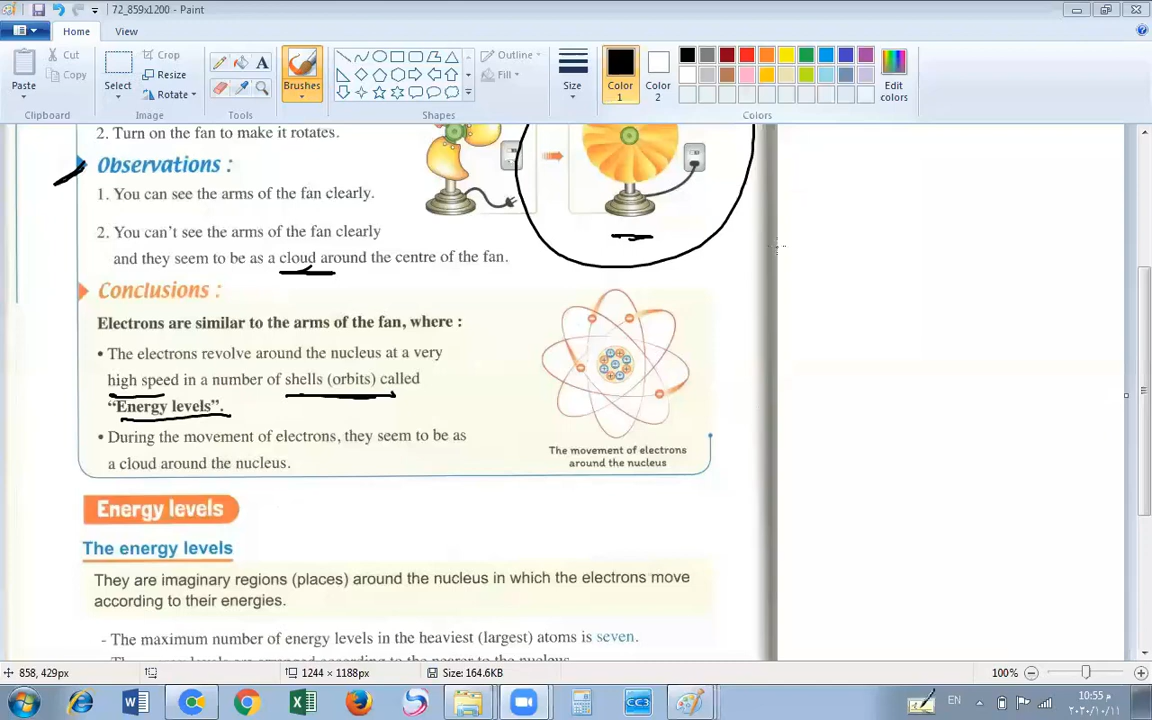 72_859x1200 - Paint
Home
View
Paste
Cut
Copy
Clipboard
Select
Crop
Resize
Rotate
Image
Tools
Brushes
Shapes
Outline
Fill
Size
Color 1
Color 2
Edit colors
Colors
2. Turn on the fan to make it rotates.
Observations :
1. You can see the arms of the fan clearly.
2. You can't see the arms of the fan clearly
and they seem to be as a cloud around the centre of the fan.
Conclusions :
Electrons are similar to the arms of the fan, where :
• The electrons revolve around the nucleus at a very
high speed in a number of shells (orbits) called
“Energy levels”.
• During the movement of electrons, they seem to be as
a cloud around the nucleus.
The movement of electrons
around the nucleus
Energy levels
The energy levels
They are imaginary regions (places) around the nucleus in which the electrons move
according to their energies.
- The maximum number of energy levels in the heaviest (largest) atoms is seven.
858, 429px
1244 × 1188px
Size: 164.6KB
100%
EN
10:55 م
٢٠٢٠/١٠/١١